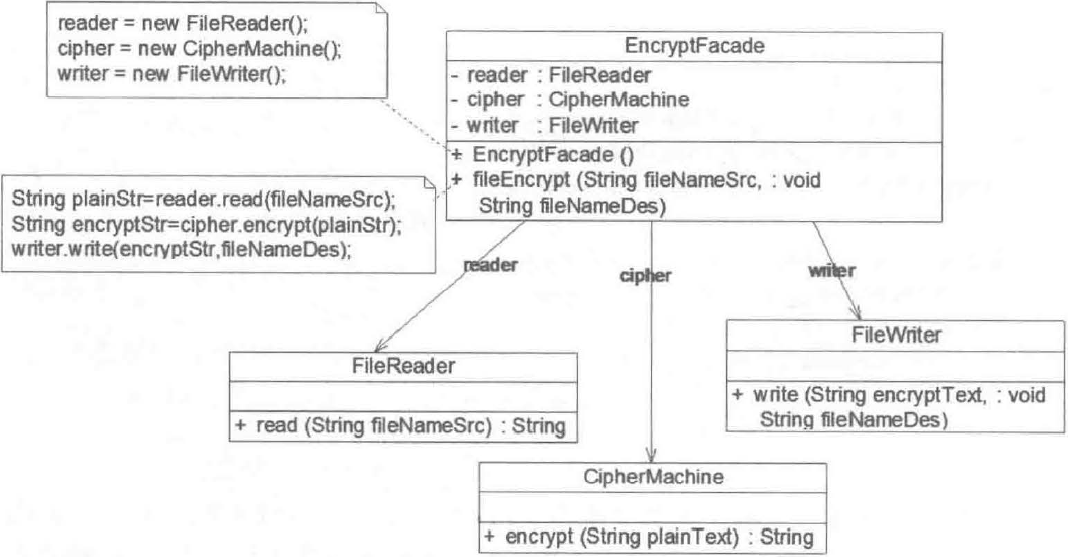 reader = new FileReader();
cipher = new CipherMachine();
writer = new FileWriter();
EncryptFacade
- reader : FileReader
- cipher : CipherMachine
- writer : FileWriter
+ EncryptFacade ()
+ fileEncrypt (String fileNameSrc, : void
String fileNameDes)
String plainStr=reader.read(fileNameSrc);
String encryptStr=cipher.encrypt(plainStr);
writer.write(encryptStr,fileNameDes);
reader
cipher
writer
FileReader
+ read (String fileNameSrc) : String
FileWriter
+ write (String encryptText, : void
String fileNameDes)
CipherMachine
+ encrypt (String plainText) : String